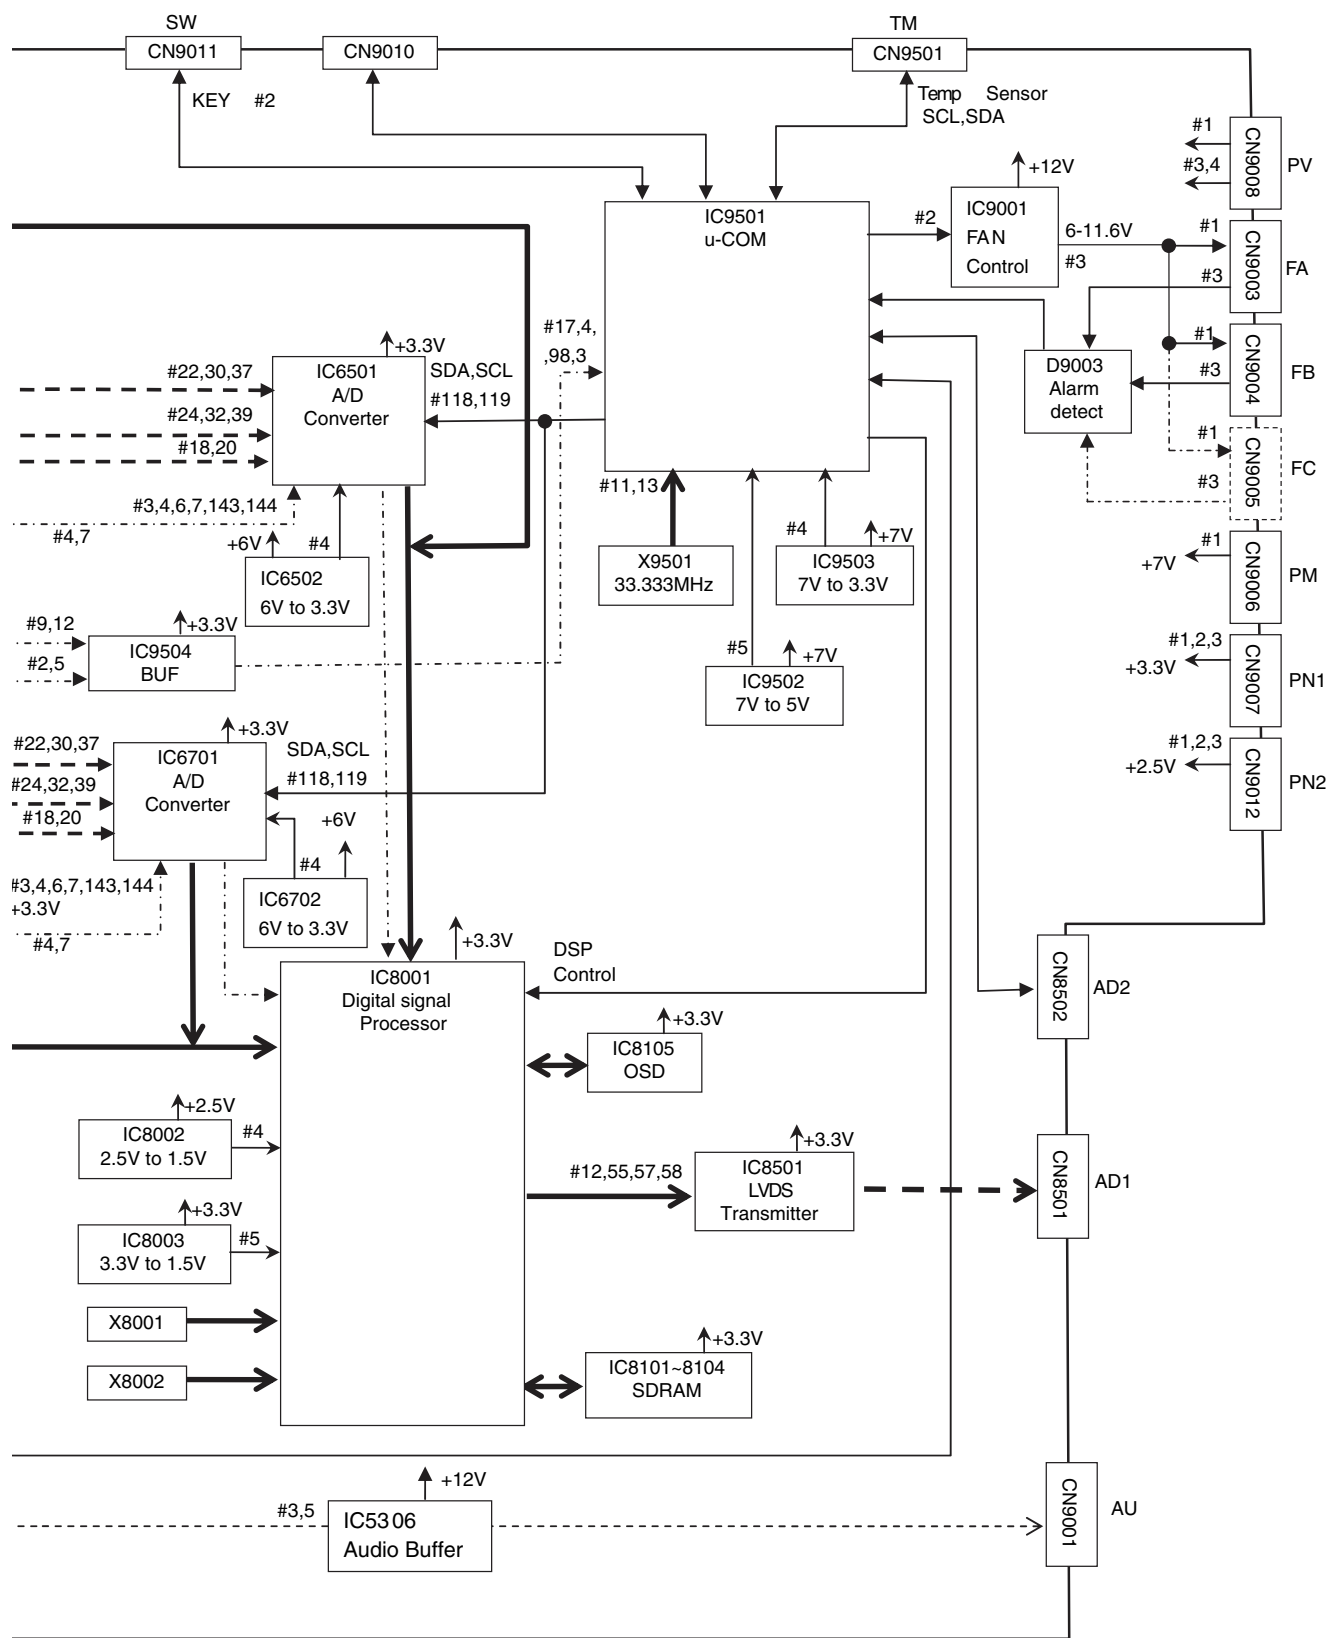 SW
CN9011
CN9010
TM
CN9501
KEY #2
Temp Sensor
SCL,SDA
#1
#3,4
CN9008
PV
+12V
IC9501
u-COM
#2
IC9001
FAN
Control
6-11.6V
#3
#1
#3
CN9003
FA
#1
#3
CN9004
FB
D9003
Alarm
detect
#1
#3
CN9005
FC
#17,4,
,98,3
+3.3V
IC6501
A/D
Converter
SDA,SCL
#118,119
#22,30,37
#24,32,39
#18,20
#3,4,6,7,143,144
#4,7
+6V
#4
IC6502
6V to 3.3V
#11,13
X9501
33.333MHz
#4
+7V
IC9503
7V to 3.3V
#1
+7V
CN9006
PM
#9,12
#2,5
+3.3V
IC9504
BUF
#5
+7V
IC9502
7V to 5V
#1,2,3
+3.3V
CN9007
PN1
#22,30,37
#24,32,39
#18,20
+3.3V
IC6701
A/D
Converter
SDA,SCL
#118,119
#1,2,3
+2.5V
CN9012
PN2
+6V
#4
IC6702
6V to 3.3V
#3,4,6,7,143,144
+3.3V
#4,7
+3.3V
IC8001
Digital signal
Processor
DSP
Control
CN8502
AD2
+3.3V
IC8105
OSD
+2.5V
IC8002
2.5V to 1.5V
#4
#12,55,57,58
+3.3V
IC8501
LVDS
Transmitter
CN8501
AD1
+3.3V
IC8003
3.3V to 1.5V
#5
X8001
X8002
+3.3V
IC8101~8104
SDRAM
#3,5
+12V
IC5306
Audio Buffer
CN9001
AU